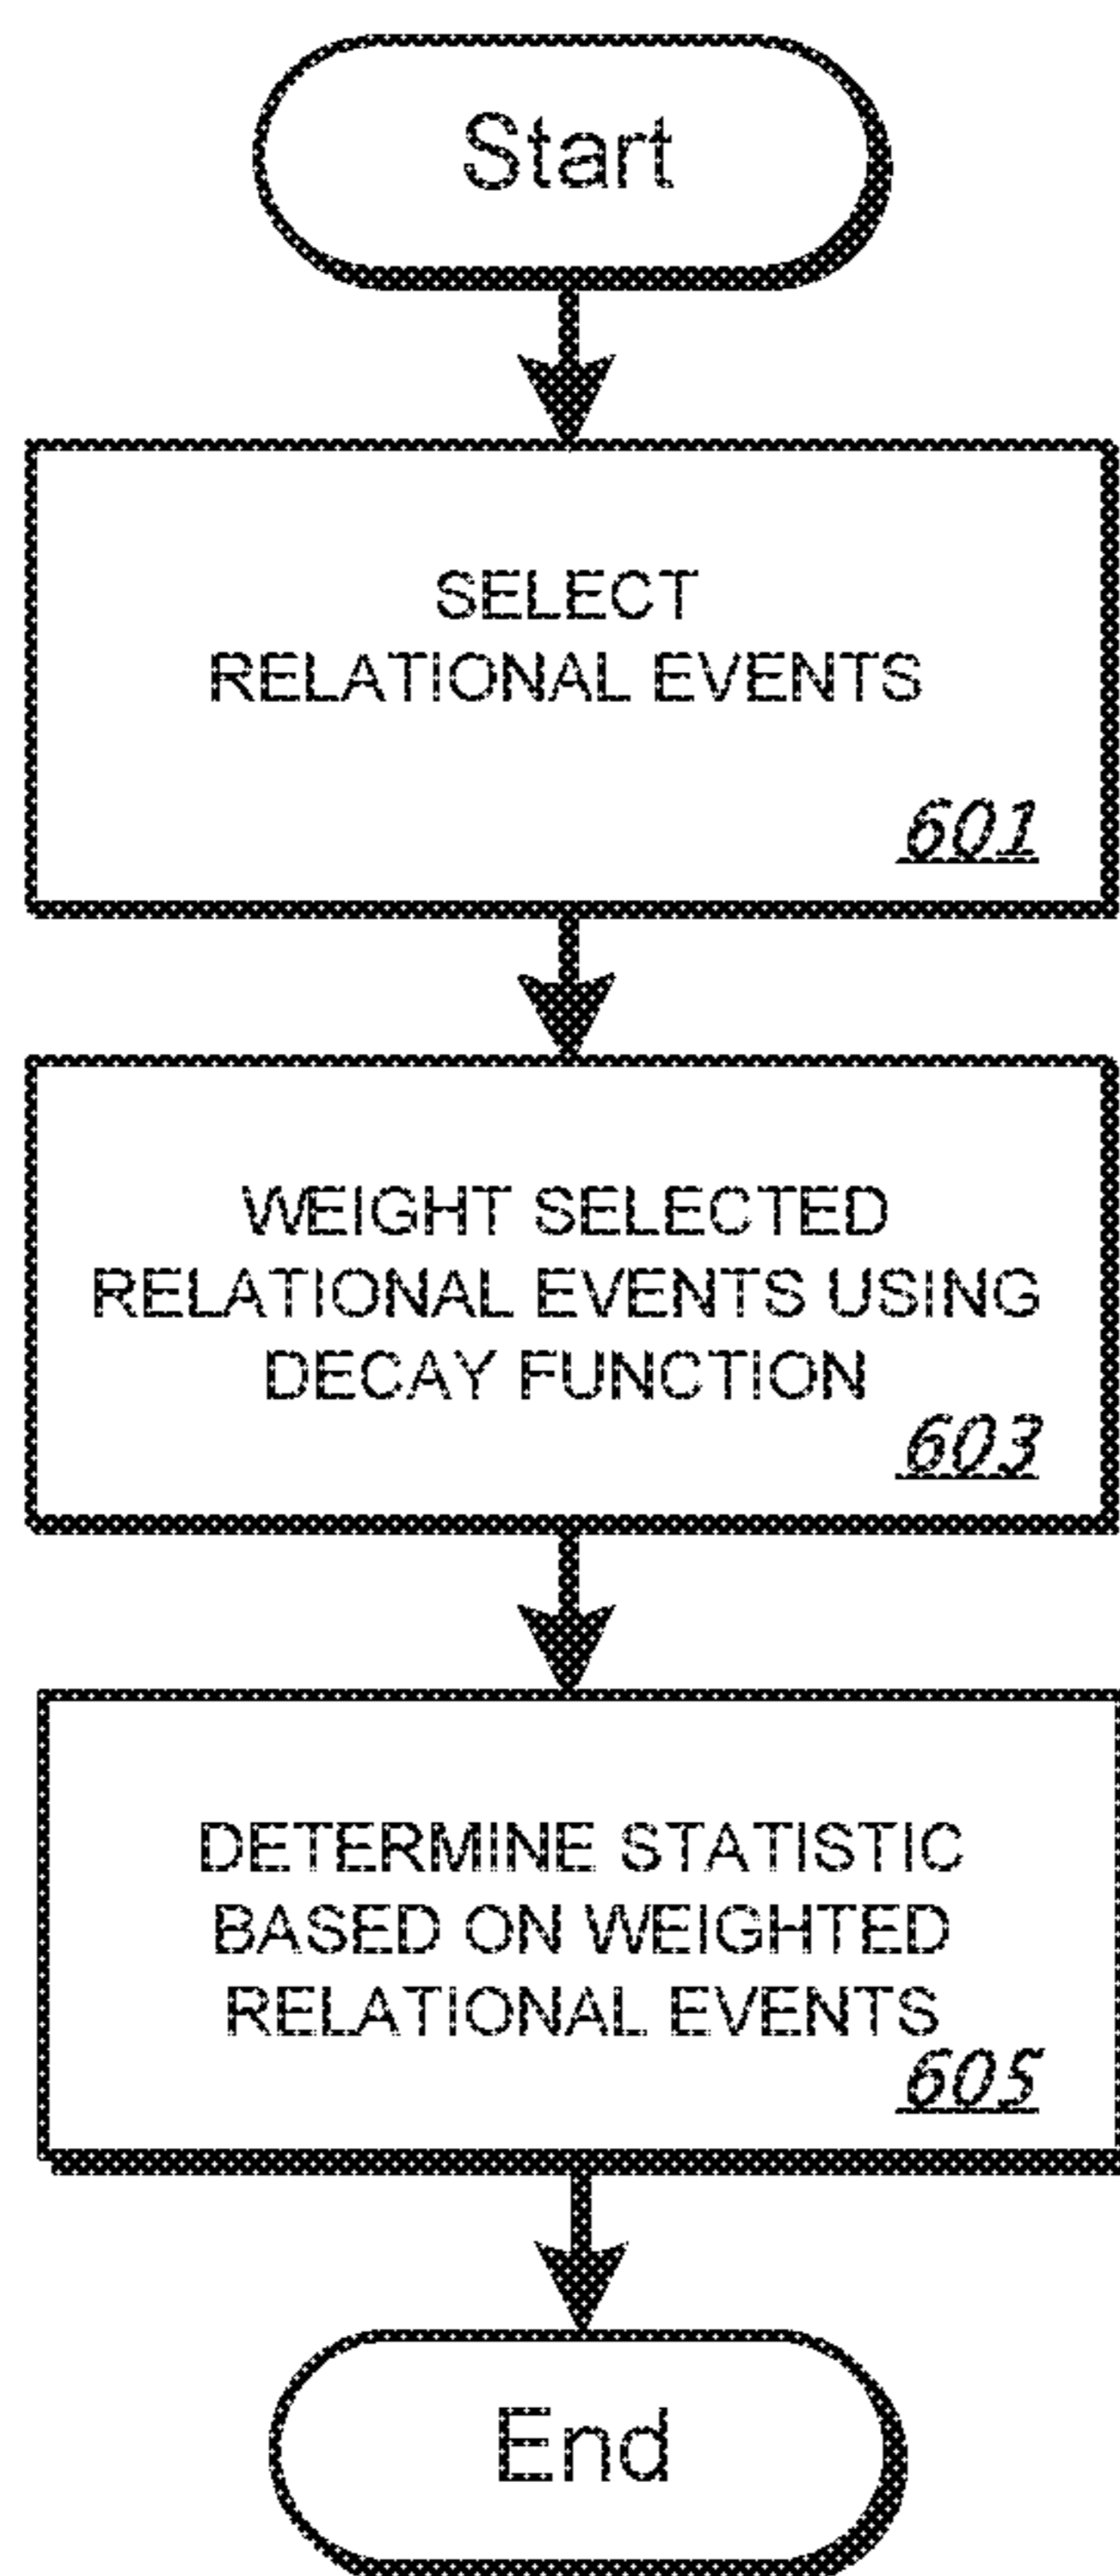 Start
SELECT
RELATIONAL EVENTS
601
WEIGHT SELECTED
RELATIONAL EVENTS USING
DECAY FUNCTION
603
DETERMINE STATISTIC
BASED ON WEIGHTED
RELATIONAL EVENTS
605
End